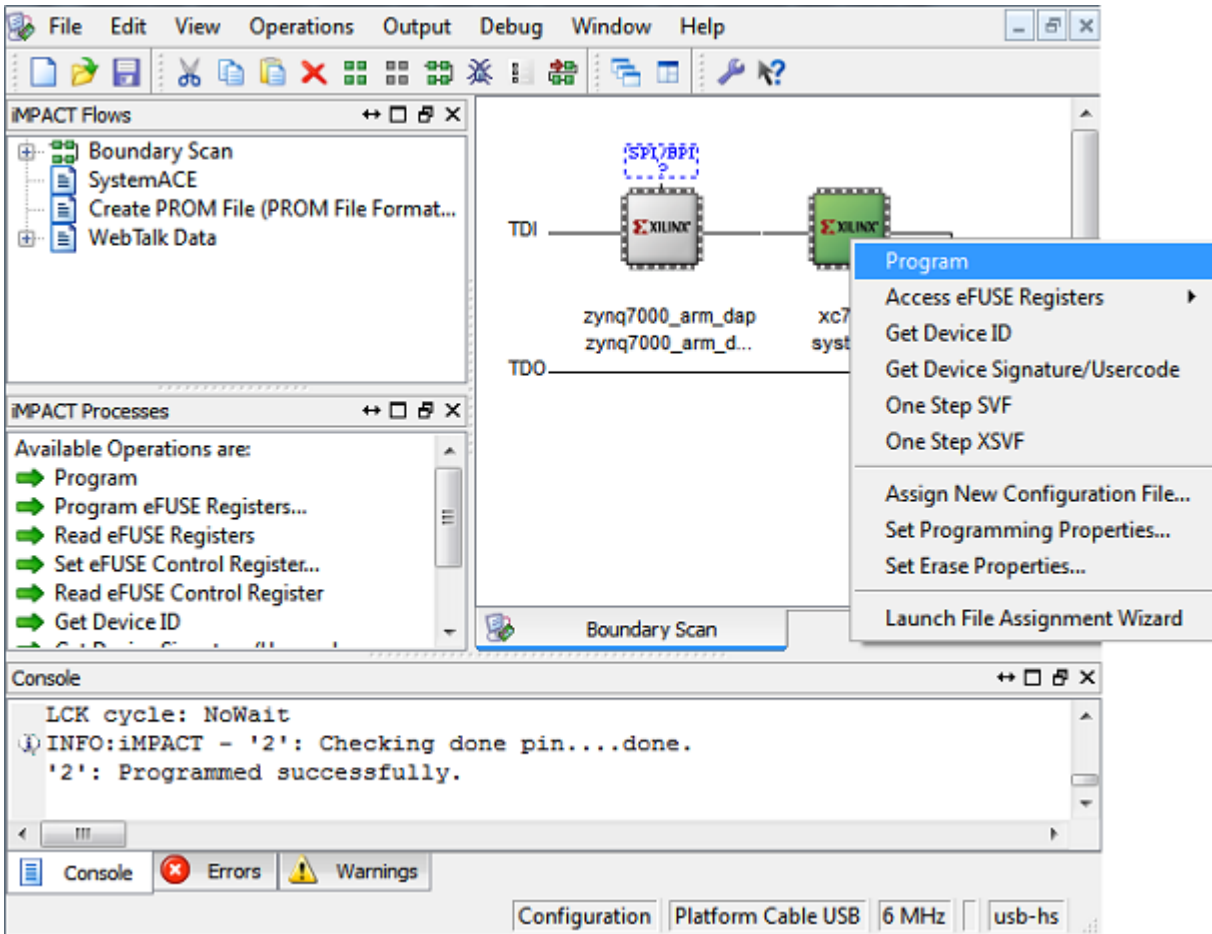 File Edit View Operations Output Debug Window Help
iMPACT Flows
Boundary Scan
SystemACE
Create PROM File (PROM File Format...
WebTalk Data
iMPACT Processes
Available Operations are:
Program
Program eFUSE Registers...
Read eFUSE Registers
Set eFUSE Control Register...
Read eFUSE Control Register
Get Device ID
SPI/BPI
?
TDI
XILINX
XILINX
zynq7000_arm_dap
zynq7000_arm_d...
xc7
syst
TDO
Program
Access eFUSE Registers
Get Device ID
Get Device Signature/Usercode
One Step SVF
One Step XSVF
Assign New Configuration File...
Set Programming Properties...
Set Erase Properties...
Launch File Assignment Wizard
Boundary Scan
Console
LCK cycle: NoWait
INFO:iMPACT - '2': Checking done pin....done.
'2': Programmed successfully.
Console Errors Warnings
Configuration Platform Cable USB 6 MHz usb-hs